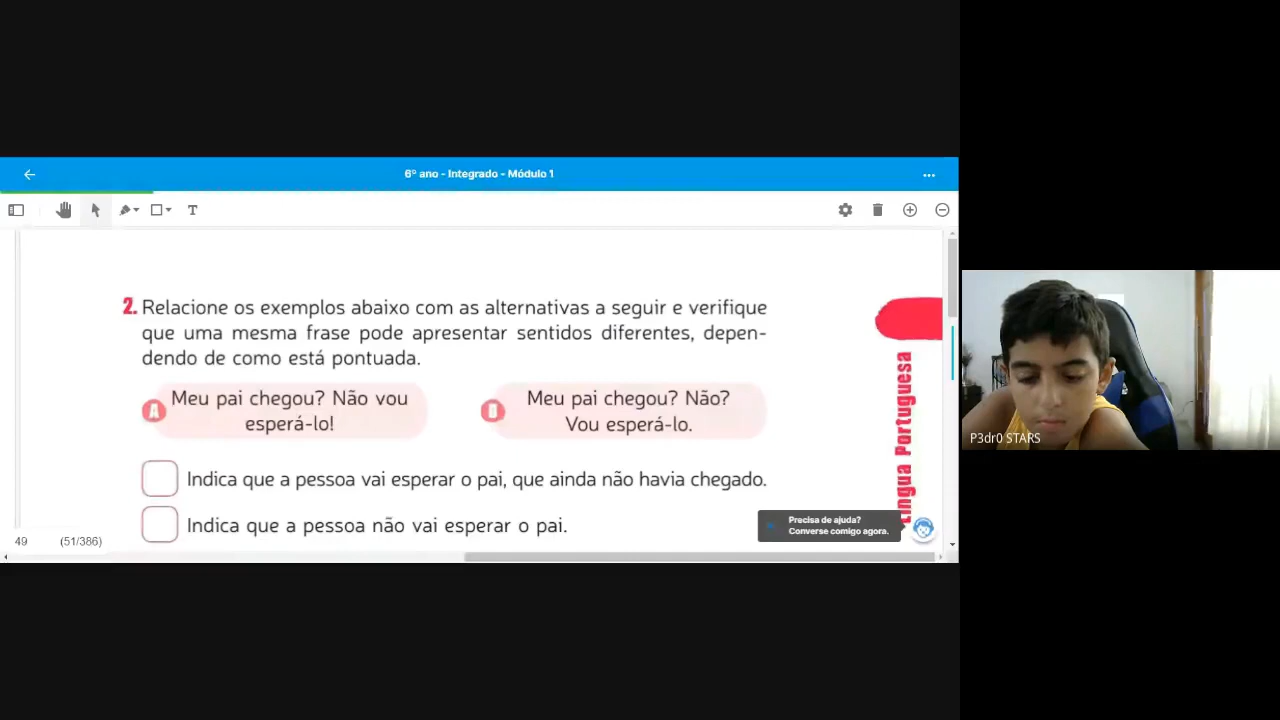 6º ano - Integrado - Módulo 1
...
T
2. Relacione os exemplos abaixo com as alternativas a seguir e verifique
que uma mesma frase pode apresentar sentidos diferentes, depen-
dendo de como está pontuada.
A Meu pai chegou? Não vou
esperá-lo!
B Meu pai chegou? Não?
Vou esperá-lo.
Indica que a pessoa vai esperar o pai, que ainda não havia chegado.
Indica que a pessoa não vai esperar o pai.
Língua Portuguesa
Precisa de ajuda?
Converse comigo agora.
49 (51/386)
P3dr0 STARS